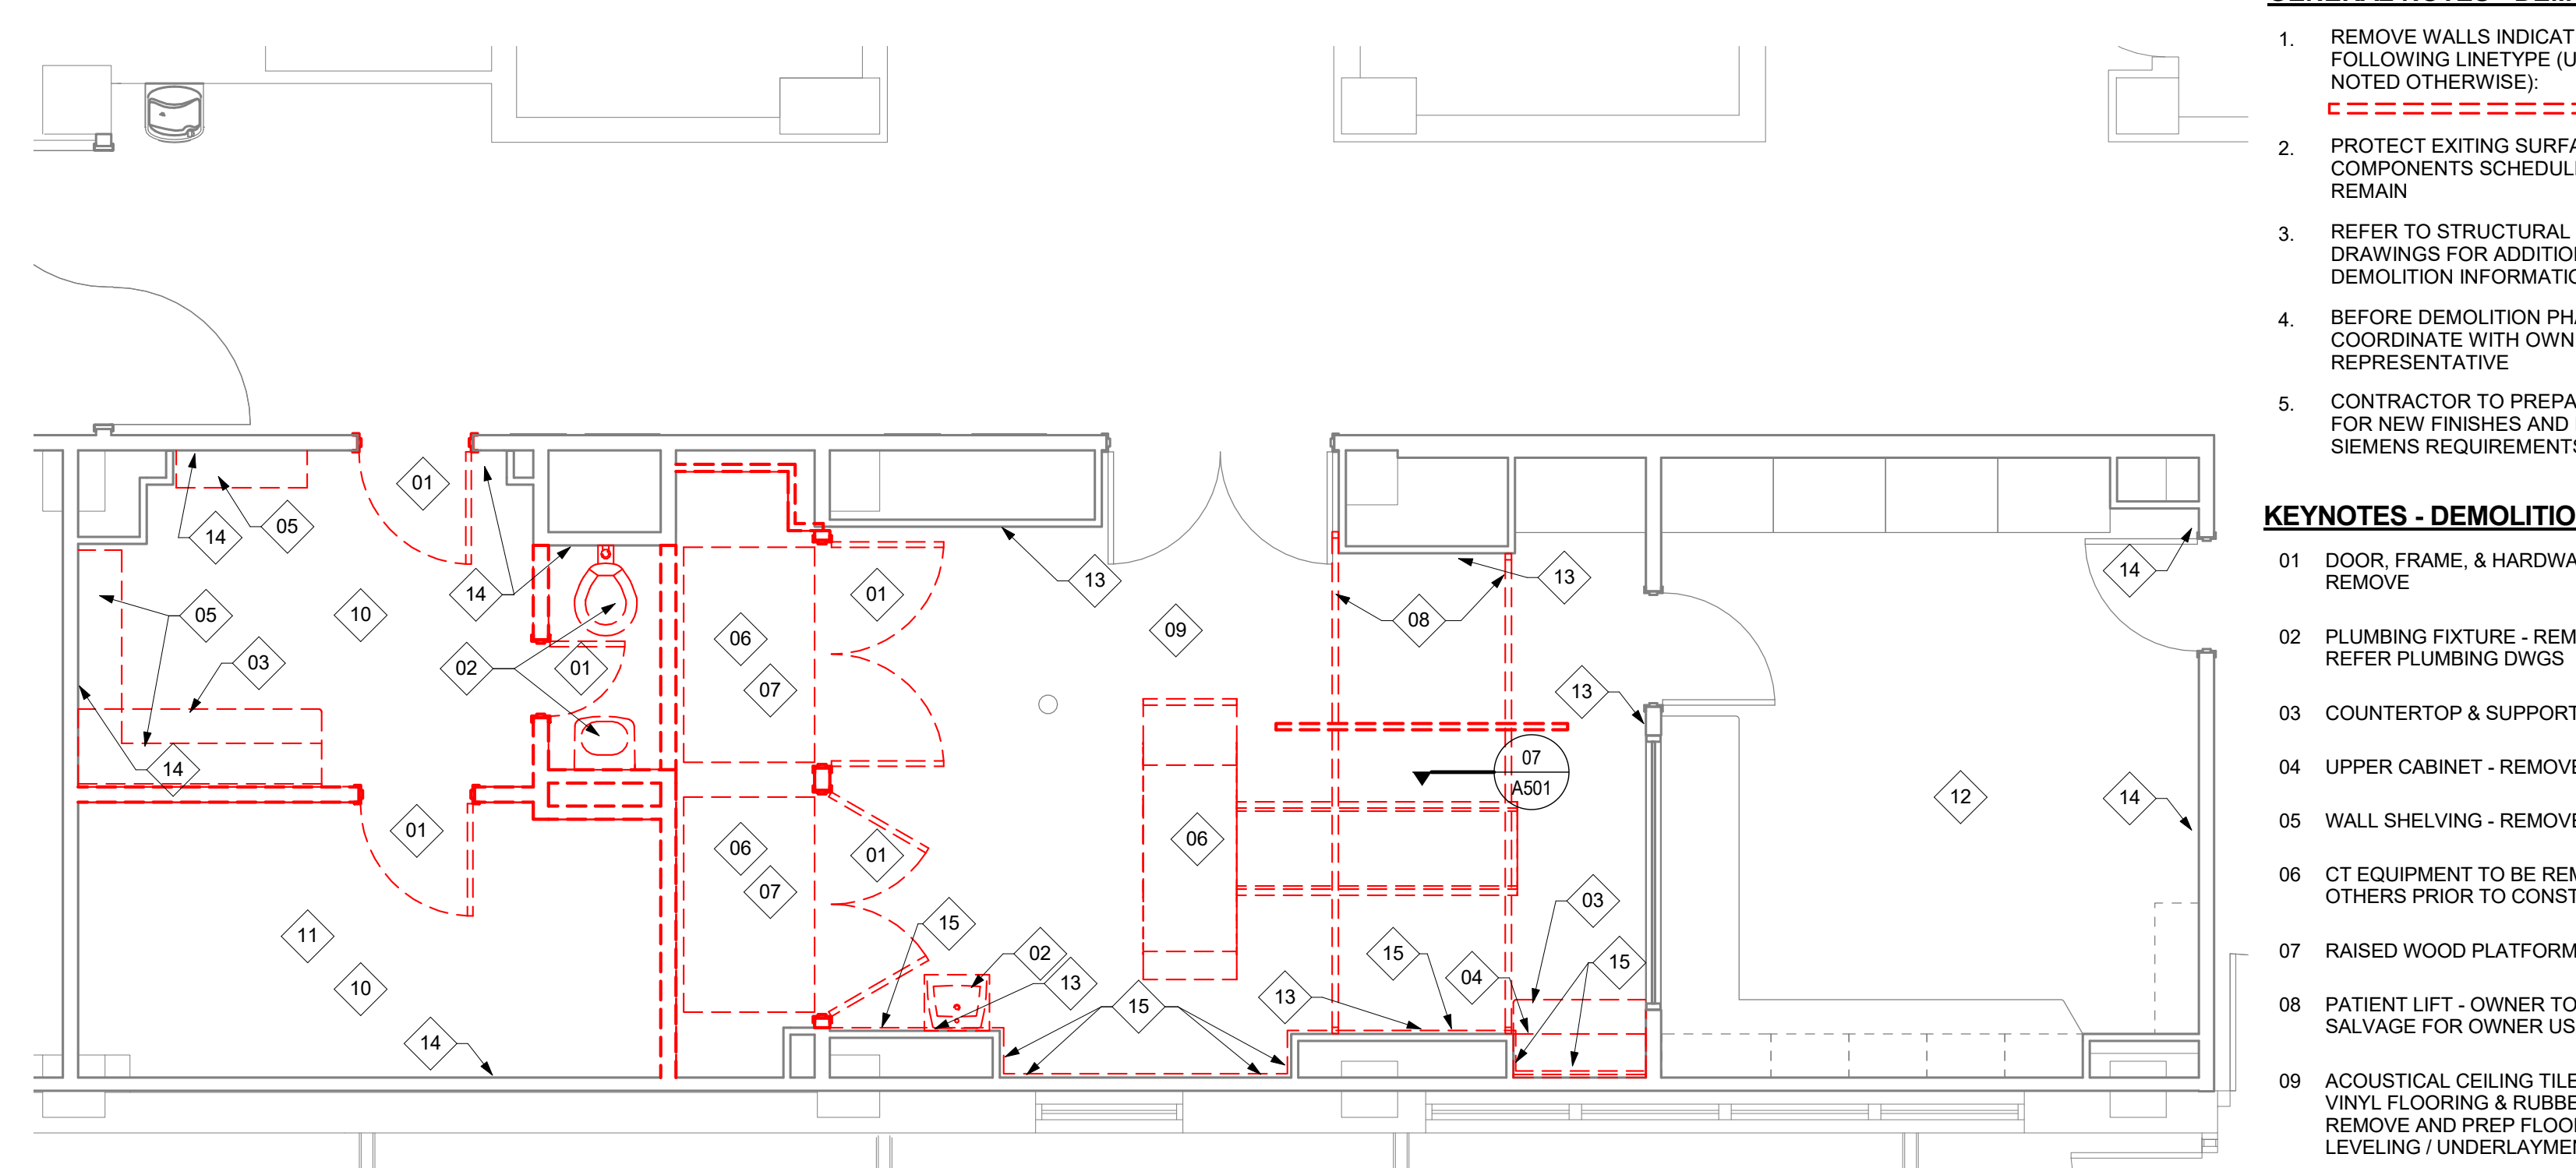 1. REMOVE WALLS INDICAT
FOLLOWING LINETYPE (U
NOTED OTHERWISE):
2. PROTECT EXITING SURFA
COMPONENTS SCHEDUL
REMAIN
3. REFER TO STRUCTURAL
DRAWINGS FOR ADDITIO
DEMOLITION INFORMATIO
4. BEFORE DEMOLITION PHA
COORDINATE WITH OWN
REPRESENTATIVE
5. CONTRACTOR TO PREPA
FOR NEW FINISHES AND
SIEMENS REQUIREMENTS
KEYNOTES - DEMOLITIO
01 DOOR, FRAME, & HARDWA
REMOVE
02 PLUMBING FIXTURE - REM
REFER PLUMBING DWGS
03 COUNTERTOP & SUPPORT
04 UPPER CABINET - REMOVE
05 WALL SHELVING - REMOVE
06 CT EQUIPMENT TO BE REM
OTHERS PRIOR TO CONST
07 RAISED WOOD PLATFORM
08 PATIENT LIFT - OWNER TO
SALVAGE FOR OWNER US
09 ACOUSTICAL CEILING TILE
VINYL FLOORING & RUBBE
REMOVE AND PREP FLOO
LEVELING / UNDERLAYMEN
01
05
14
14
05
10
03
02
01
14
01
11
10
14
06
07
06
07
01
01
13
09
08
13
13
07
A501
06
15
02
13
15
13
15
04
03
15
12
14
14